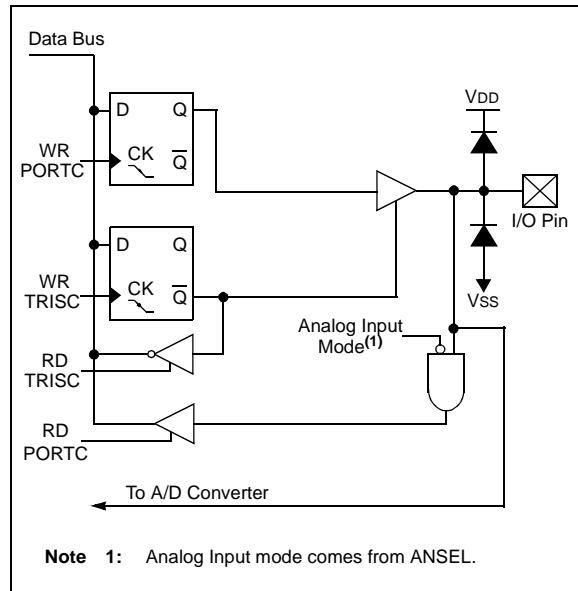 Data Bus
D Q
VDD
WR
PORTC
CK Q
I/O Pin
D Q
WR
TRISC
CK Q
VSS
Analog Input
Mode(1)
RD
TRISC
RD
PORTC
To A/D Converter
Note 1: Analog Input mode comes from ANSEL.